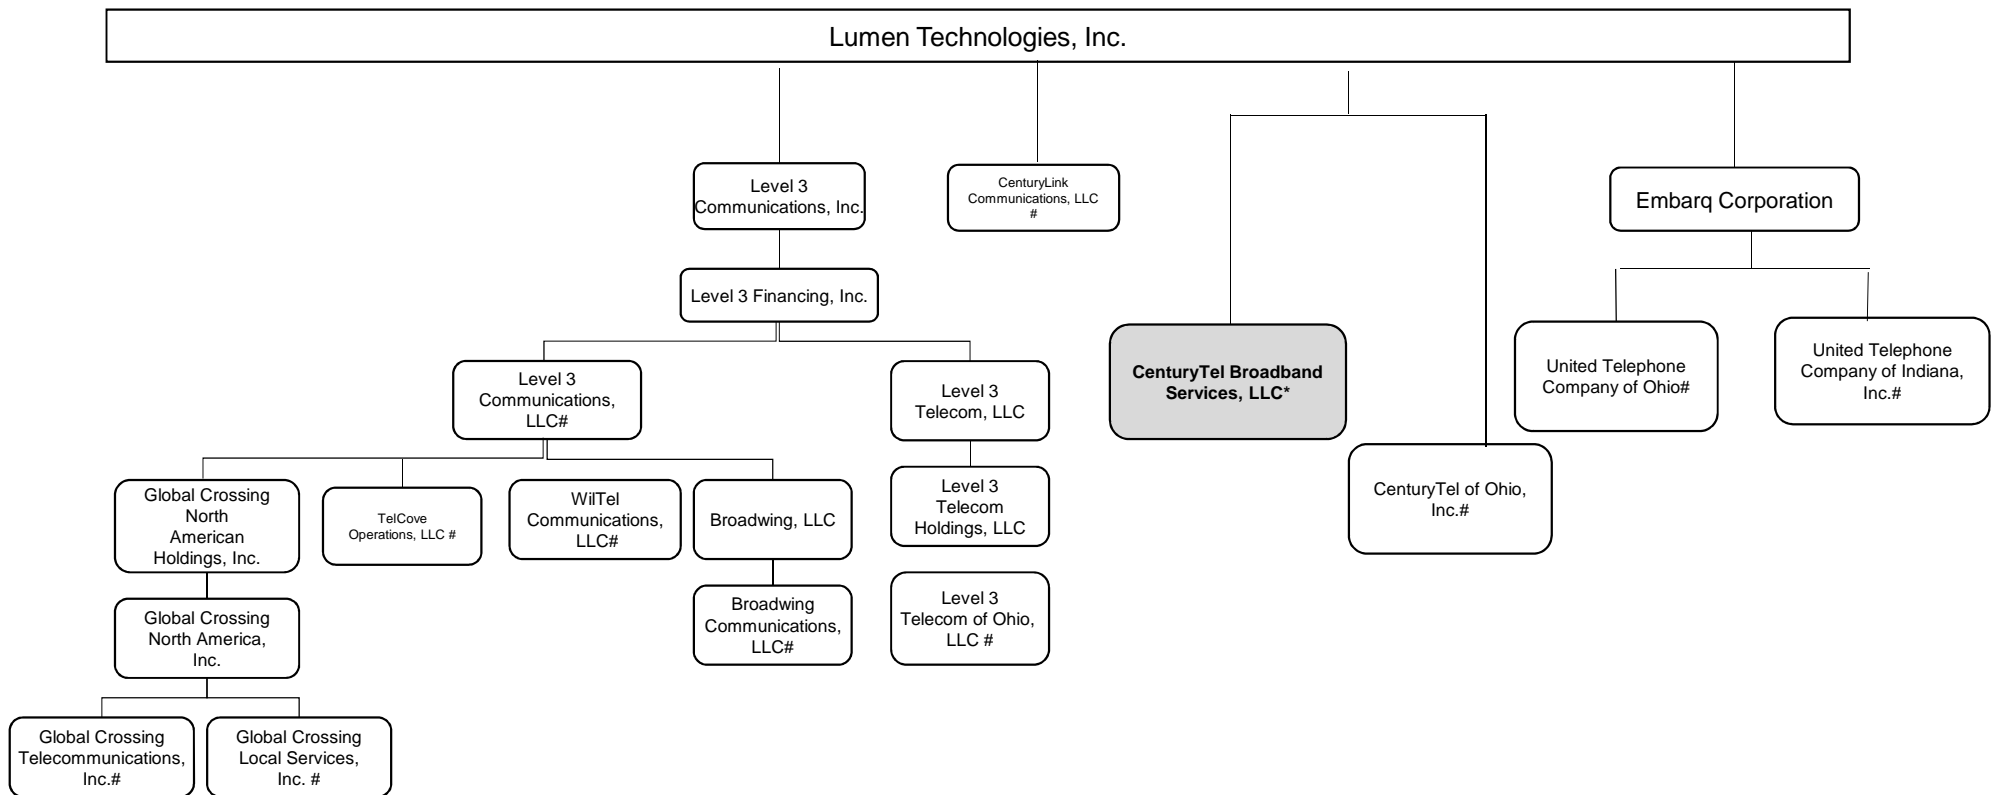 Lumen Technologies, Inc.
Level 3
Communications, Inc.
CenturyLink
Communications, LLC
#
Embarq Corporation
Level 3 Financing, Inc.
CenturyTel Broadband
Services, LLC*
United Telephone
Company of Ohio#
United Telephone
Company of Indiana,
Inc.#
Level 3
Communications,
LLC#
Level 3
Telecom, LLC
CenturyTel of Ohio,
Inc.#
Global Crossing
North
American
Holdings, Inc.
TelCove
Operations, LLC #
WilTel
Communications,
LLC#
Broadwing, LLC
Level 3
Telecom
Holdings, LLC
Global Crossing
North America,
Inc.
Broadwing
Communications,
LLC#
Level 3
Telecom of Ohio,
LLC #
Global Crossing
Telecommunications,
Inc.#
Global Crossing
Local Services,
Inc. #